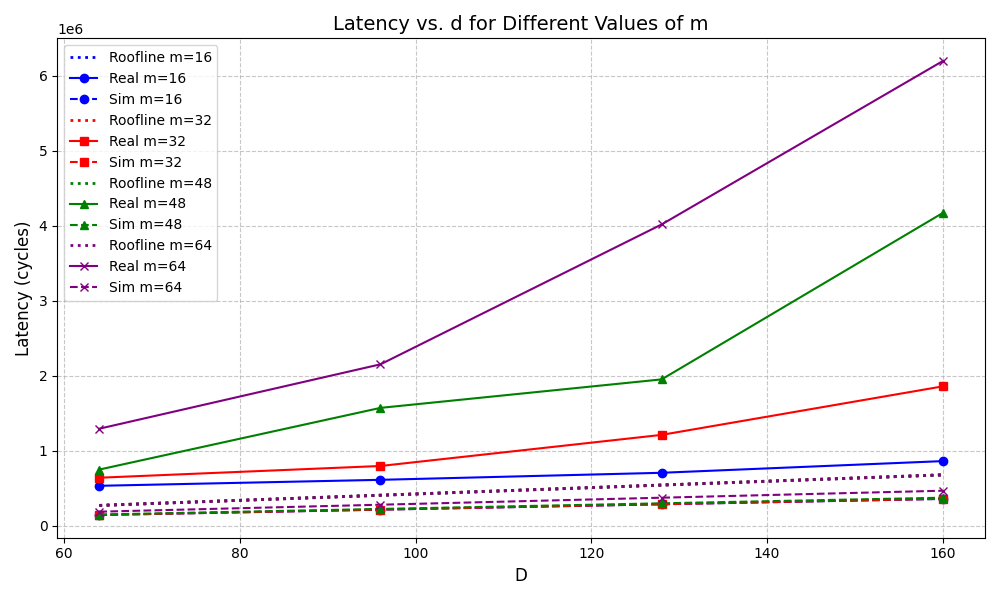 Latency vs. d for Different Values of m
1e6
Roofline m=16
Real m=16
Sim m=16
Roofline m=32
Real m=32
Sim m=32
Roofline m=48
Real m=48
Sim m=48
Roofline m=64
Real m=64
Sim m=64
Latency (cycles)
6
5
4
3
2
1
0
60 80 100 120 140 160
D